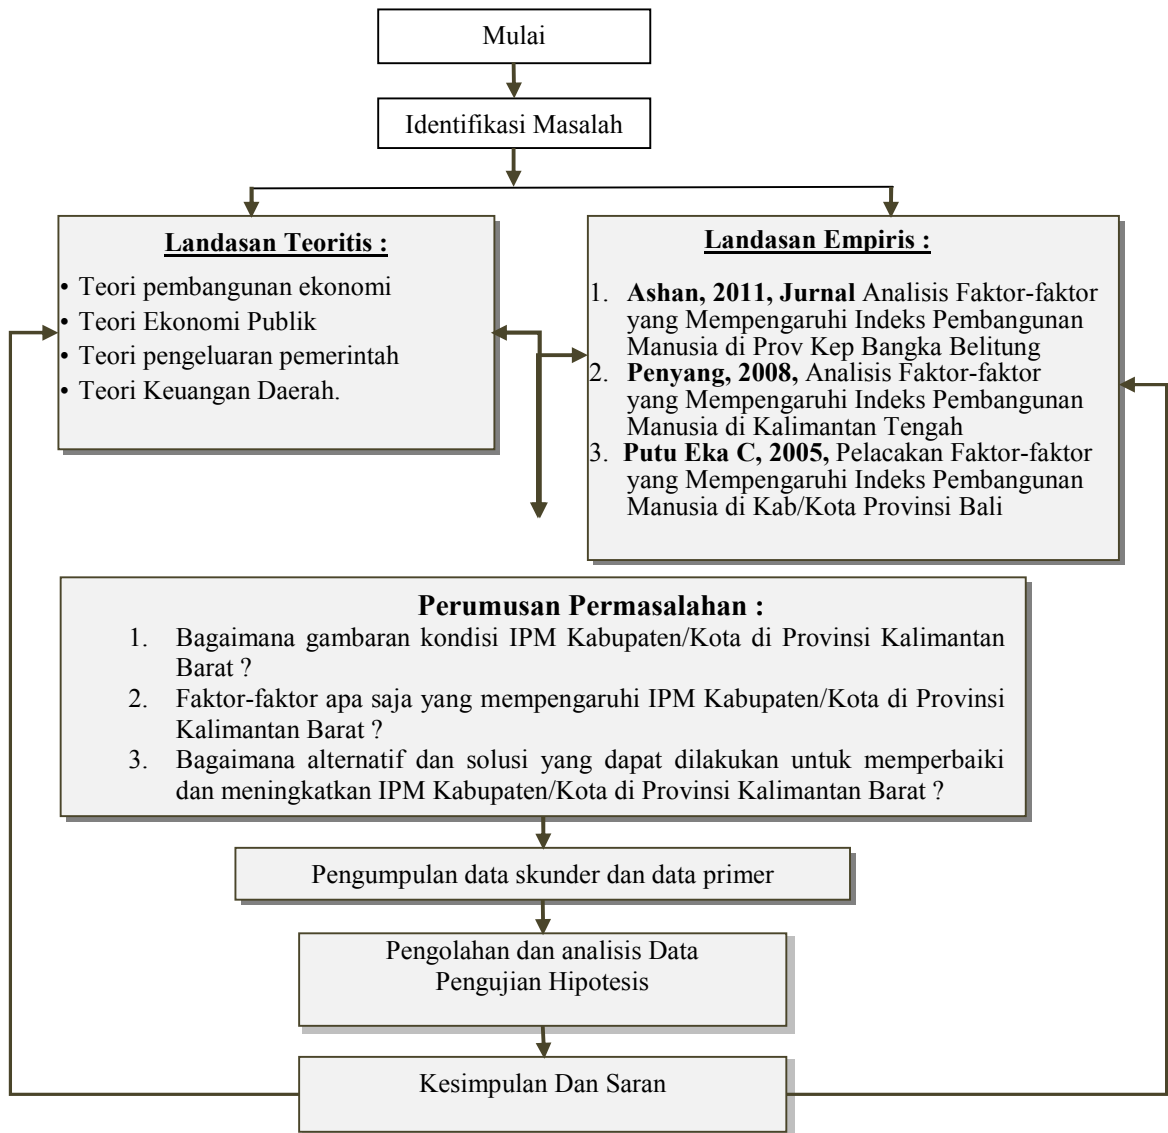 Mulai
Identifikasi Masalah
Landasan Teoritis :
• Teori pembangunan ekonomi
• Teori Ekonomi Publik
• Teori pengeluaran pemerintah
• Teori Keuangan Daerah.
Landasan Empiris :
1. Ashan, 2011, Jurnal Analisis Faktor-faktor
yang Mempengaruhi Indeks Pembangunan
Manusia di Prov Kep Bangka Belitung
2. Penyang, 2008, Analisis Faktor-faktor
yang Mempengaruhi Indeks Pembangunan
Manusia di Kalimantan Tengah
3. Putu Eka C, 2005, Pelacakan Faktor-faktor
yang Mempengaruhi Indeks Pembangunan
Manusia di Kab/Kota Provinsi Bali
Perumusan Permasalahan :
1. Bagaimana gambaran kondisi IPM Kabupaten/Kota di Provinsi Kalimantan
Barat ?
2. Faktor-faktor apa saja yang mempengaruhi IPM Kabupaten/Kota di Provinsi
Kalimantan Barat ?
3. Bagaimana alternatif dan solusi yang dapat dilakukan untuk memperbaiki
dan meningkatkan IPM Kabupaten/Kota di Provinsi Kalimantan Barat ?
Pengumpulan data skunder dan data primer
Pengolahan dan analisis Data
Pengujian Hipotesis
Kesimpulan Dan Saran